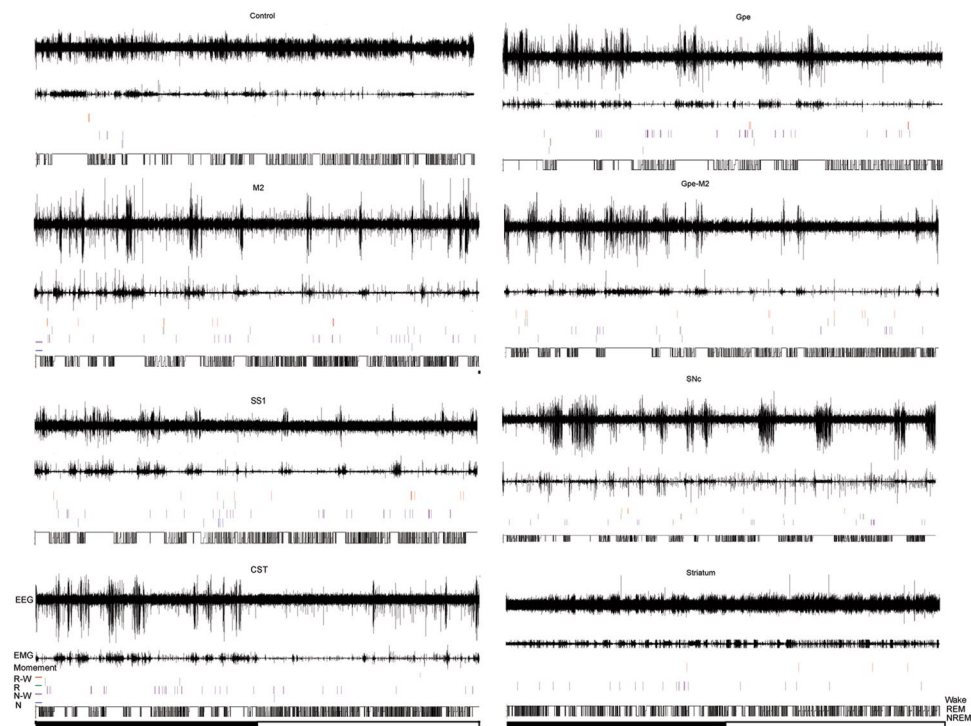 Control
Gpe
M2
Gpe-M2
SS1
SNc
CST
Striatum
EEG
EMG
Momement
R-W
R
N-W
N
Wake
REM
NREM